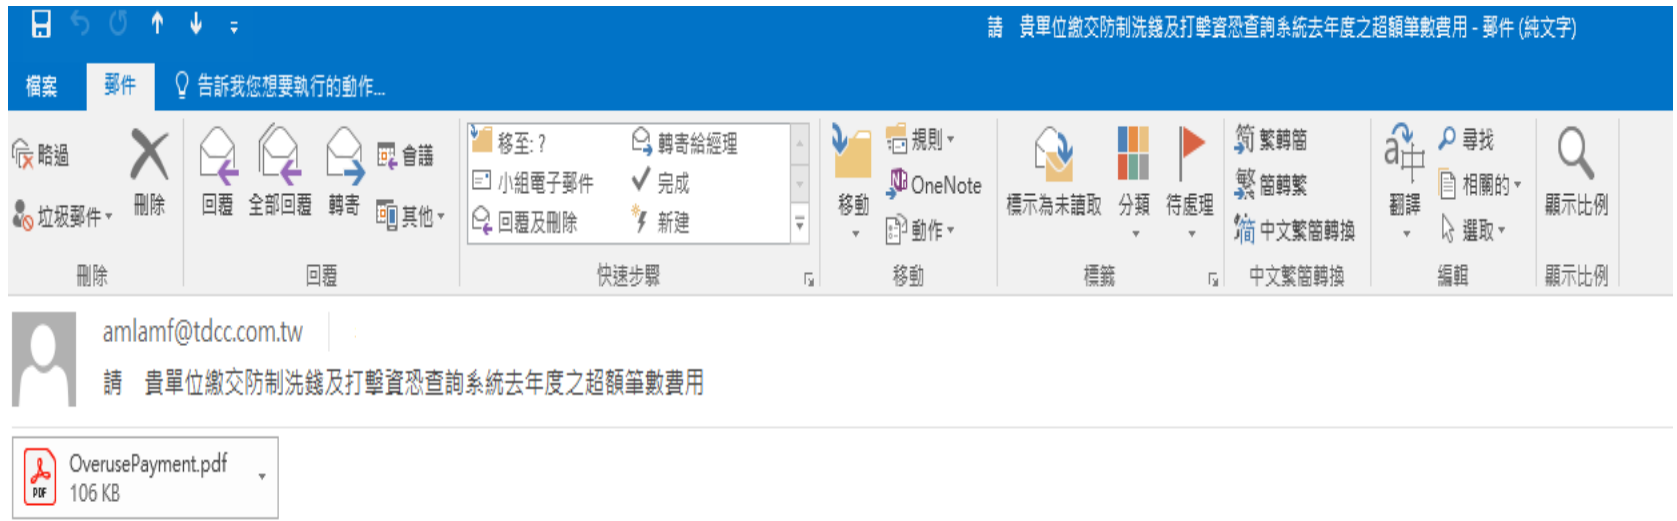 請　貴單位繳交防制洗錢及打擊資恐查詢系統去年度之超額筆數費用 - 郵件 (純文字)
檔案 郵件 告訴我您想要執行的動作...
略過
垃圾郵件
刪除
刪除
回覆
全部回覆
轉寄
會議
其他
回覆
移至: ?
小組電子郵件
回覆及刪除
轉寄給經理
完成
新建
快速步驟
移動
規則
OneNote
動作
移動
標示為未讀取
分類
待處理
標籤
繁轉簡
簡轉繁
中文繁簡轉換
中文繁簡轉換
翻譯
尋找
相關的
選取
編輯
顯示比例
顯示比例
amlamf@tdcc.com.tw
請　貴單位繳交防制洗錢及打擊資恐查詢系統去年度之超額筆數費用
OverusePayment.pdf
106 KB